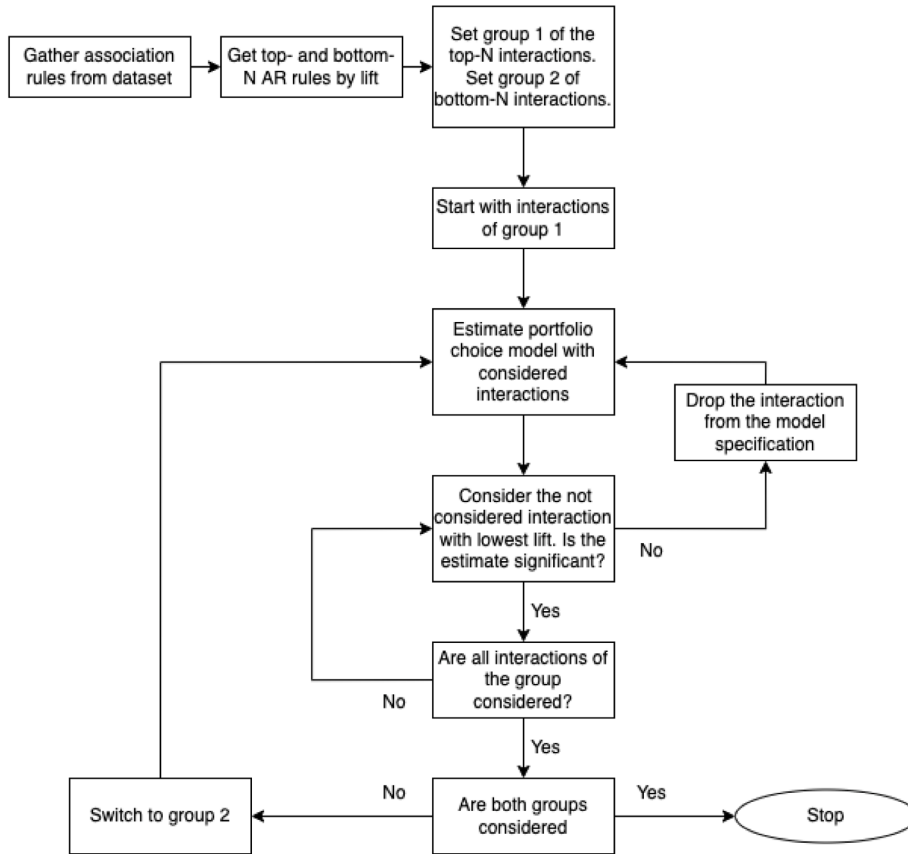 Gather association
rules from dataset
Get top- and bottom-
N AR rules by lift
Set group 1 of the
top-N interactions.
Set group 2 of
bottom-N interactions.
Start with interactions
of group 1
Estimate portfolio
choice model with
considered
interactions
Drop the interaction
from the model
specification
Consider the not
considered interaction
with lowest lift. Is the
estimate significant?
No
Yes
Are all interactions of
the group
considered?
No
Yes
Switch to group 2
No
Are both groups
considered
Yes
Stop